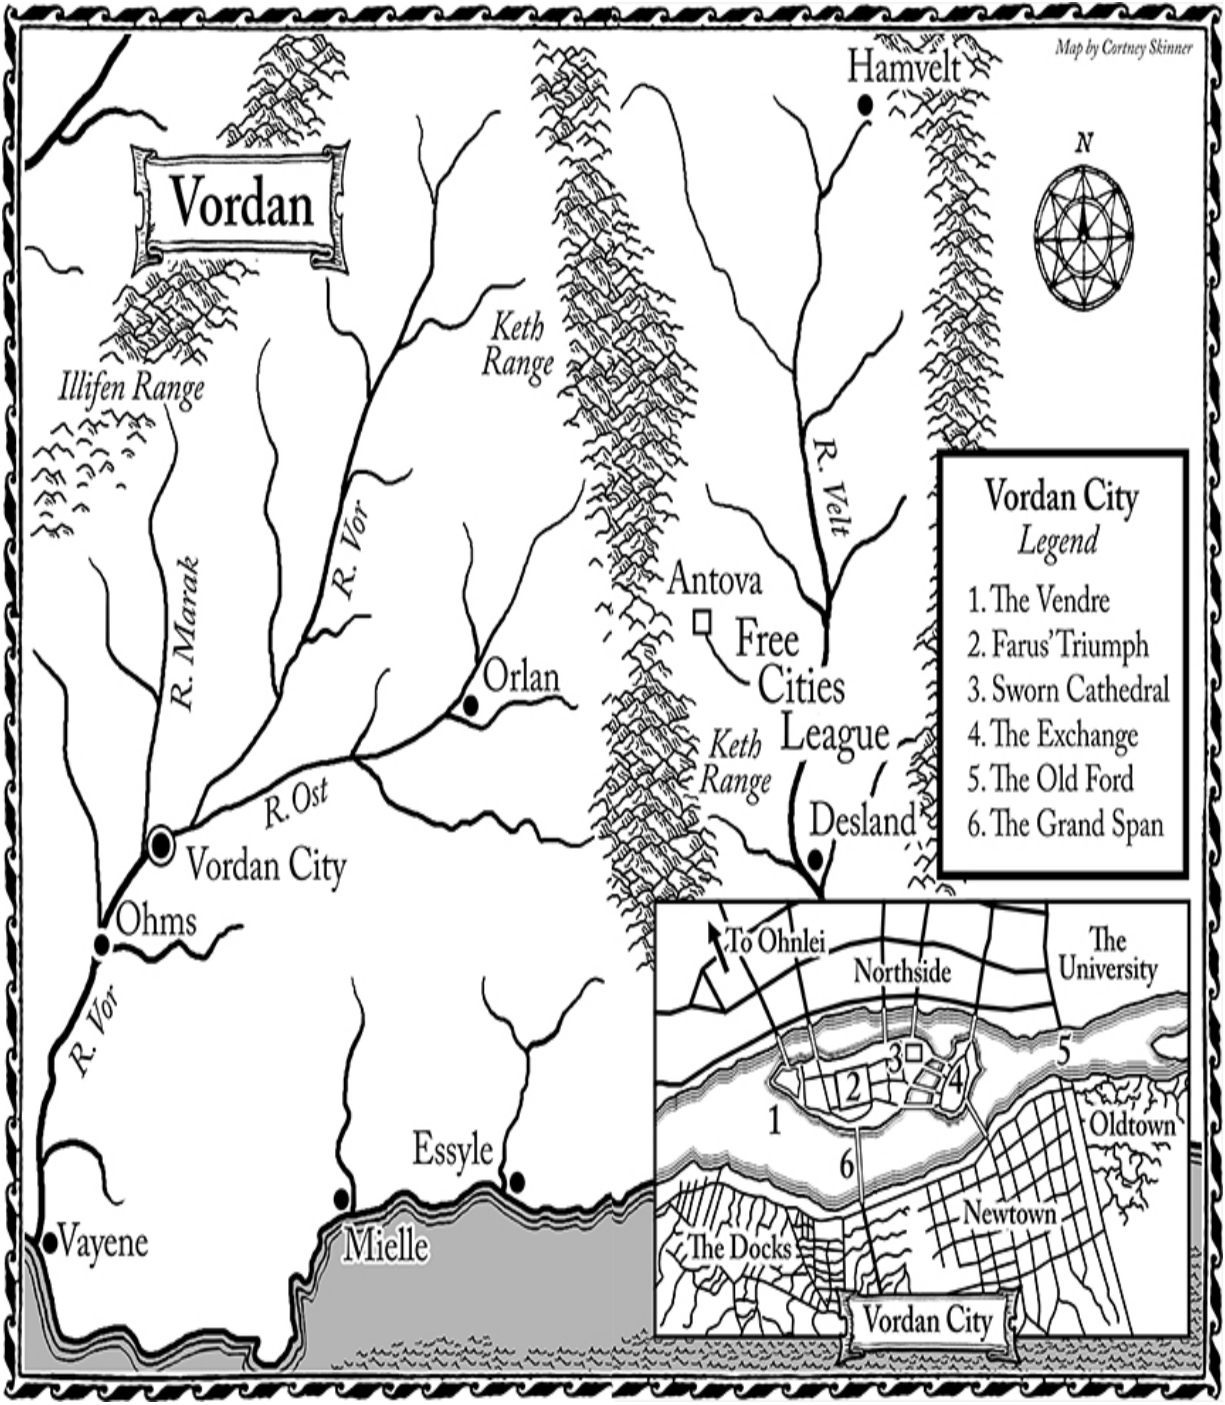 Map by Cortney Skinner
Hamvelt
N
Vordan
Keth
Range
Illifen Range
R. Vor
R. Velt
R. Marak
Antova
Free
Cities
League
Orlan
Keth
Range
R. Ost
Desland
Vordan City
Ohms
R. Vor
Essyle
Vayene
Mielle
Vordan City
Legend
1. The Vendre
2. Farus' Triumph
3. Sworn Cathedral
4. The Exchange
5. The Old Ford
6. The Grand Span
To Ohnlei
Northside
The
University
5
3
4
2
1
6
Oldtown
Newtown
The Docks
Vordan City